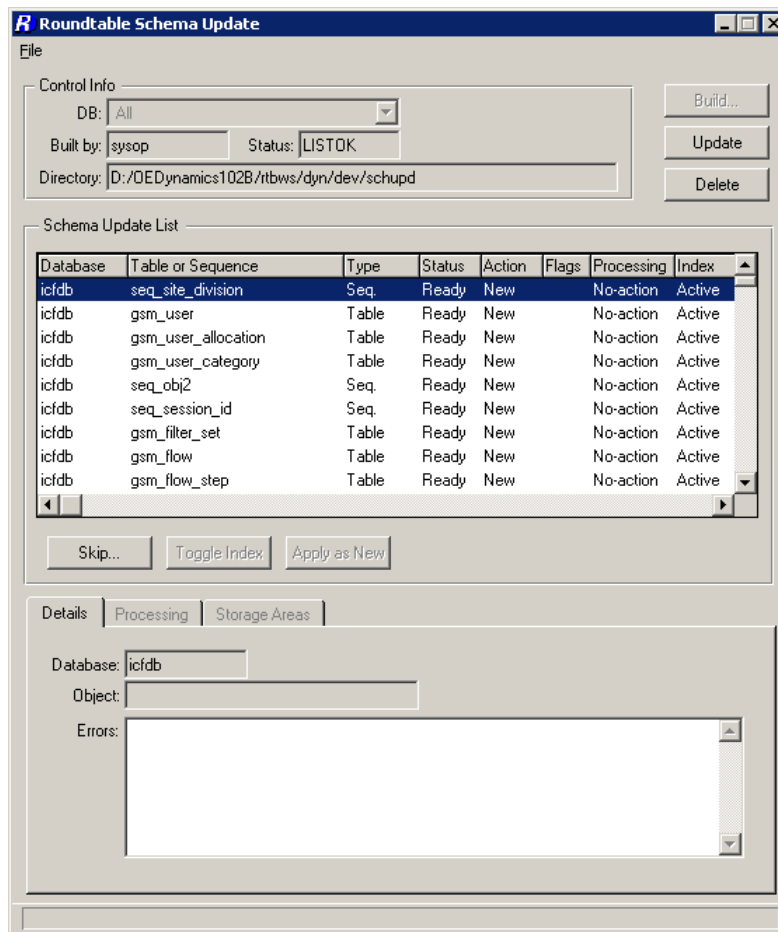 Roundtable Schema Update
File
Control Info
DB: All
Build...
Built by: sysop Status: LISTOK
Update
Directory: D:/OEDynamics102B/rtbws/dyn/dev/schupd
Delete
Schema Update List
Database Table or Sequence Type Status Action Flags Processing Index
icfdb seq_site_division Seq. Ready New No-action Active
icfdb gsm_user Table Ready New No-action Active
icfdb gsm_user_allocation Table Ready New No-action Active
icfdb gsm_user_category Table Ready New No-action Active
icfdb seq_obj2 Seq. Ready New No-action Active
icfdb seq_session_id Seq. Ready New No-action Active
icfdb gsm_filter_set Table Ready New No-action Active
icfdb gsm_flow Table Ready New No-action Active
icfdb gsm_flow_step Table Ready New No-action Active
Skip... Toggle Index Apply as New
Details Processing Storage Areas
Database: icfdb
Object:
Errors: